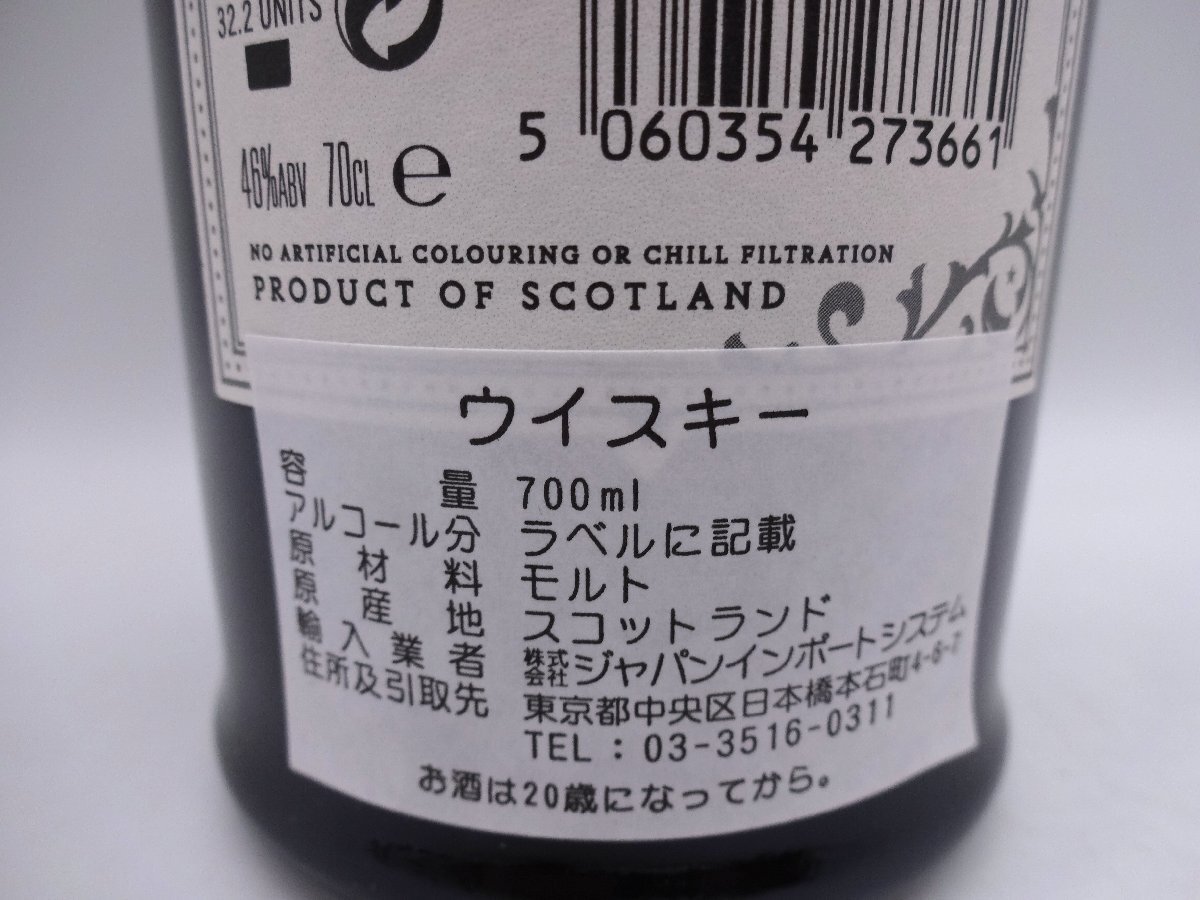 32.2 UNITS
5 060354 273661
46%ABV 70CL e
NO ARTIFICIAL COLOURING OR CHILL FILTRATION
PRODUCT OF SCOTLAND
ウイスキー
容量 700ml
アルコール分 ラベルに記載
原材料 モルト
原産地 スコットランド
輸入業者 株式会社ジャパンインポートシステム
住所及引取先 東京都中央区日本橋本石町4-6-7
TEL：03-3516-0311
お酒は20歳になってから。